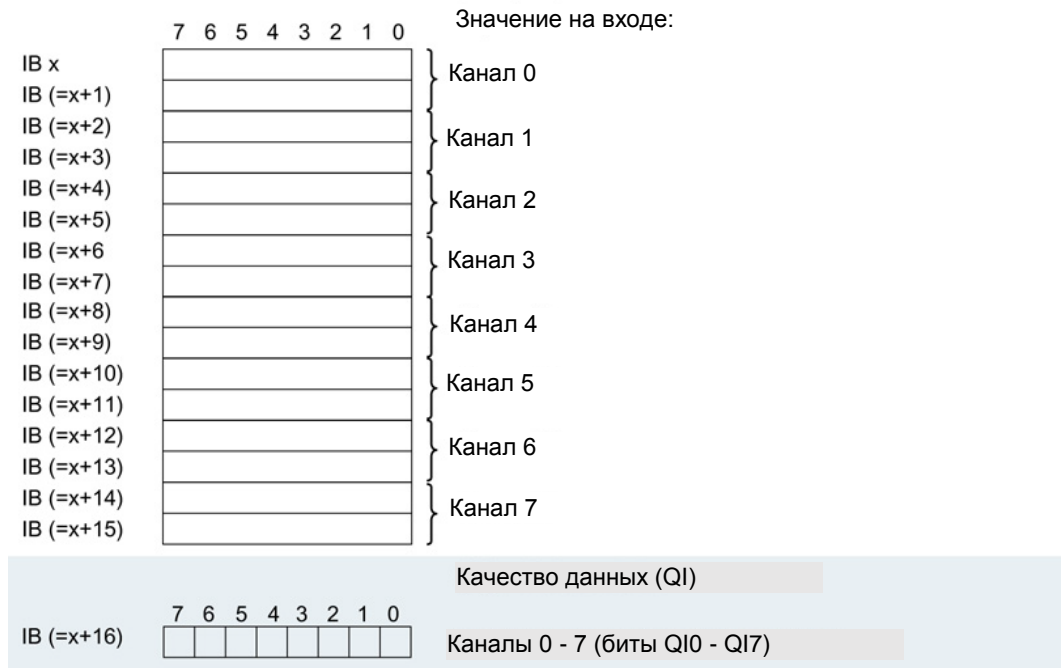 Значение на входе:
7 6 5 4 3 2 1 0
IB x
Канал 0
IB (=x+1)
IB (=x+2)
Канал 1
IB (=x+3)
IB (=x+4)
Канал 2
IB (=x+5)
IB (=x+6
Канал 3
IB (=x+7)
IB (=x+8)
Канал 4
IB (=x+9)
IB (=x+10)
Канал 5
IB (=x+11)
IB (=x+12)
Канал 6
IB (=x+13)
IB (=x+14)
Канал 7
IB (=x+15)
Качество данных (QI)
7 6 5 4 3 2 1 0
IB (=x+16)
Каналы 0 - 7 (биты QI0 - QI7)